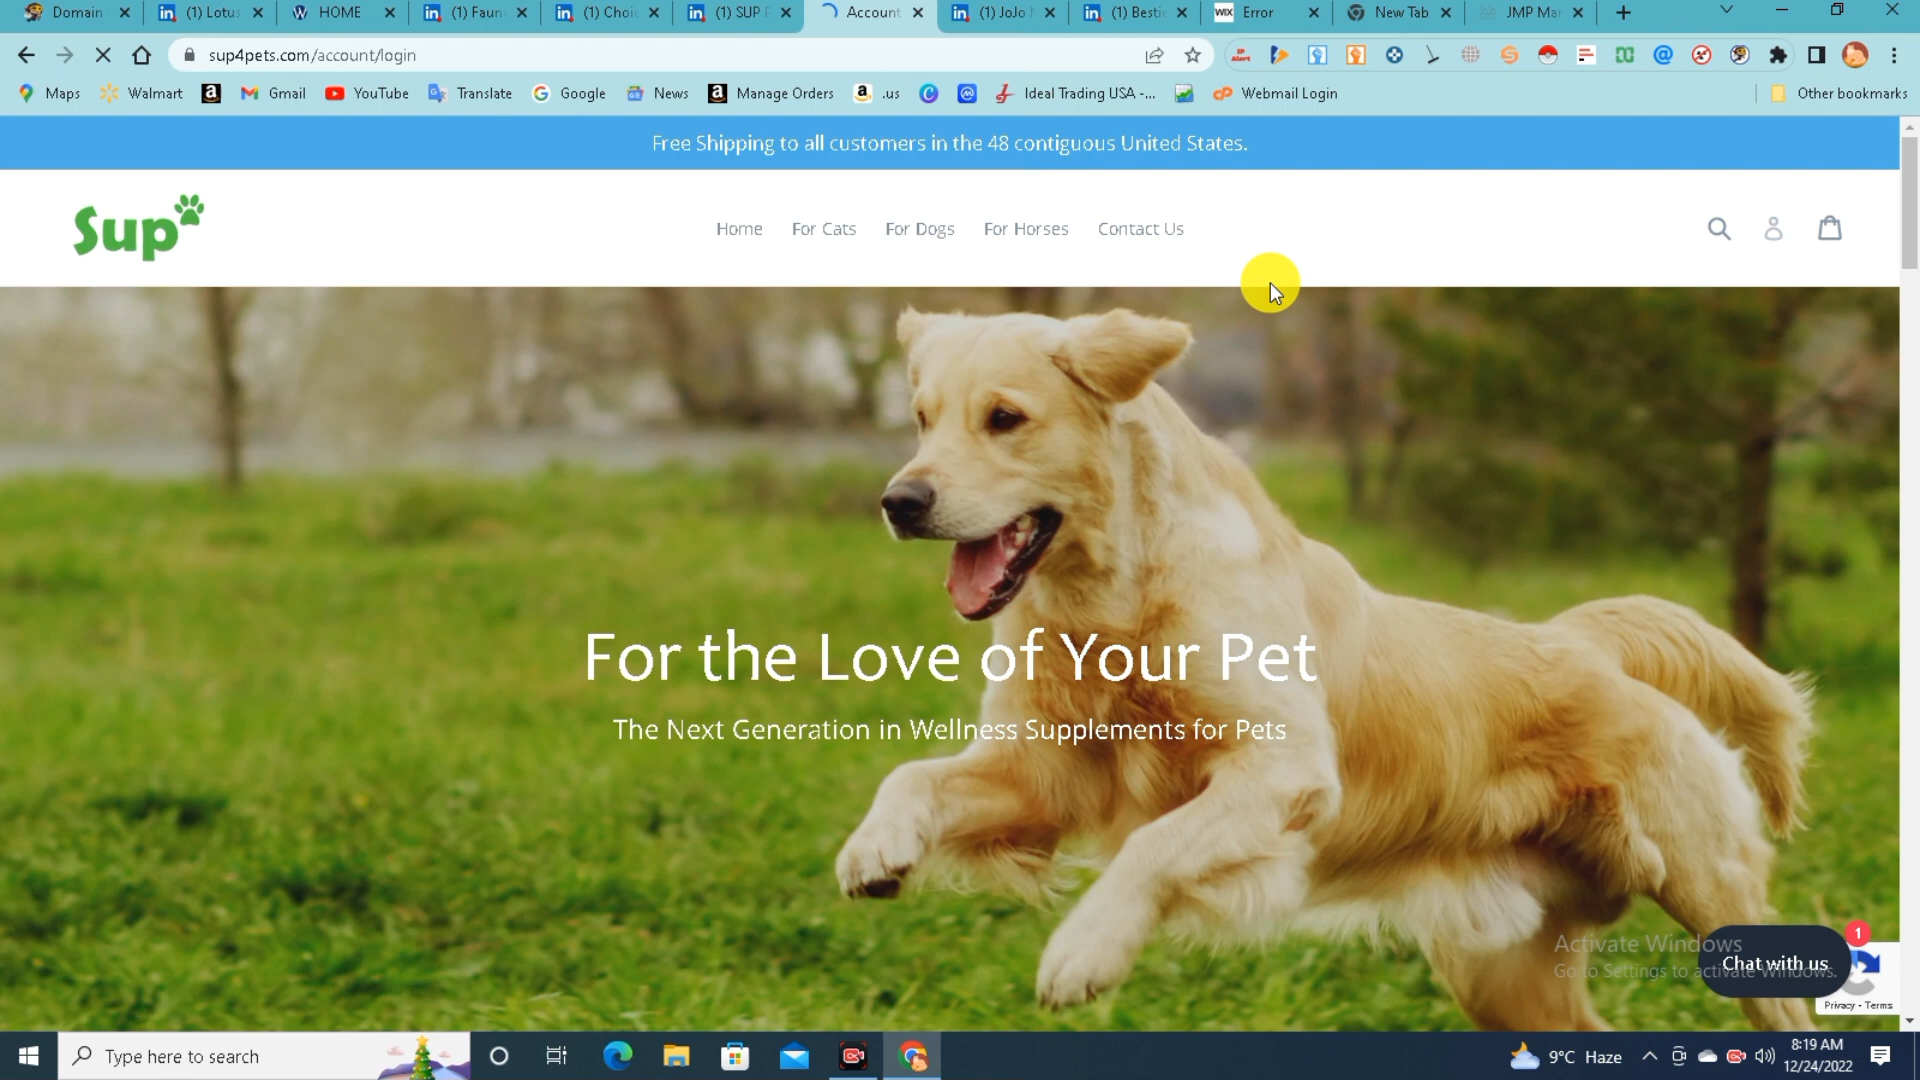 Domain
(1) Lotus
HOME
(1) Faun
(1) Choi
(1) SUP F
Account
(1) JoJo
(1) Bestie
WIX Error
New Tab
JMP Mar
sup4pets.com/account/login
Maps
Walmart
Gmail
YouTube
Translate
Google
News
Manage Orders
.us
Ideal Trading USA -...
Webmail Login
Other bookmarks
Free Shipping to all customers in the 48 contiguous United States.
Sup
Home
For Cats
For Dogs
For Horses
Contact Us
For the Love of Your Pet
The Next Generation in Wellness Supplements for Pets
Activate Windows
Go to Settings to activate Windows.
1
Chat with us
Privacy - Terms
Type here to search
9°C Haze
8:19 AM
12/24/2022